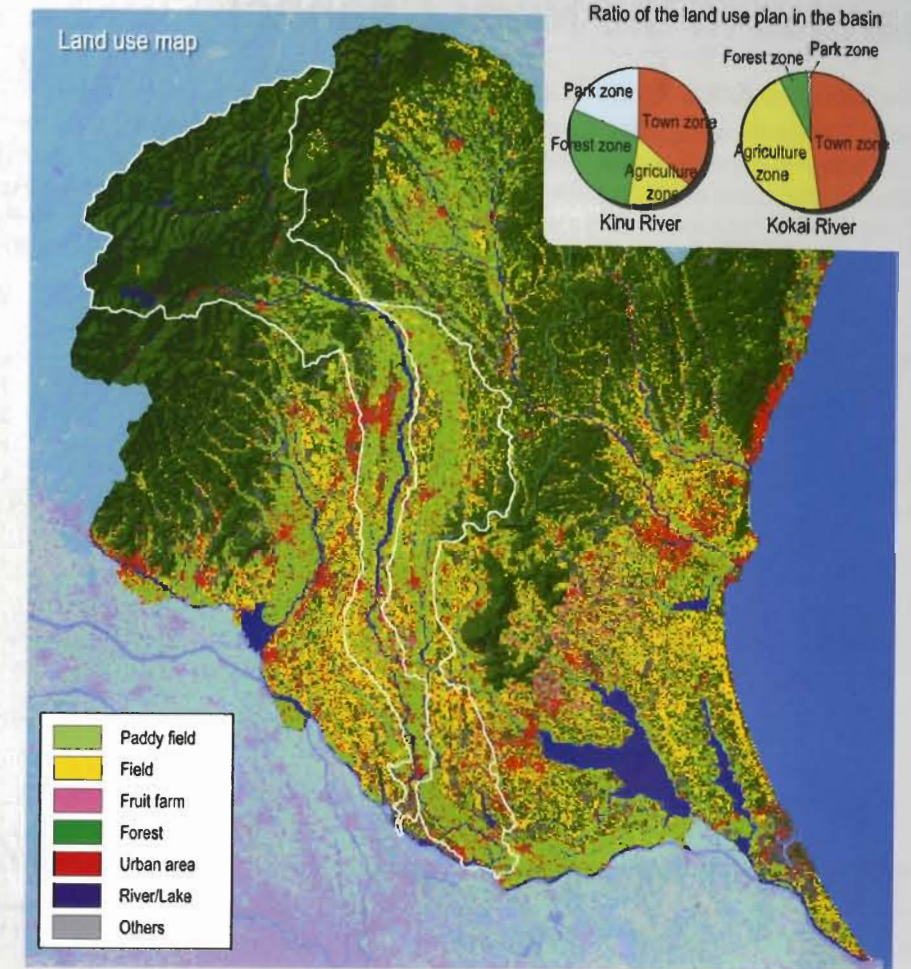 Land use map
Ratio of the land use plan in the basin
Park zone
Town zone
Forest zone
Agriculture
zone
Kinu River
Forest zone
Park zone
Agriculture
zone
Town zone
Kokai River
Paddy field
Field
Fruit farm
Forest
Urban area
River/Lake
Others